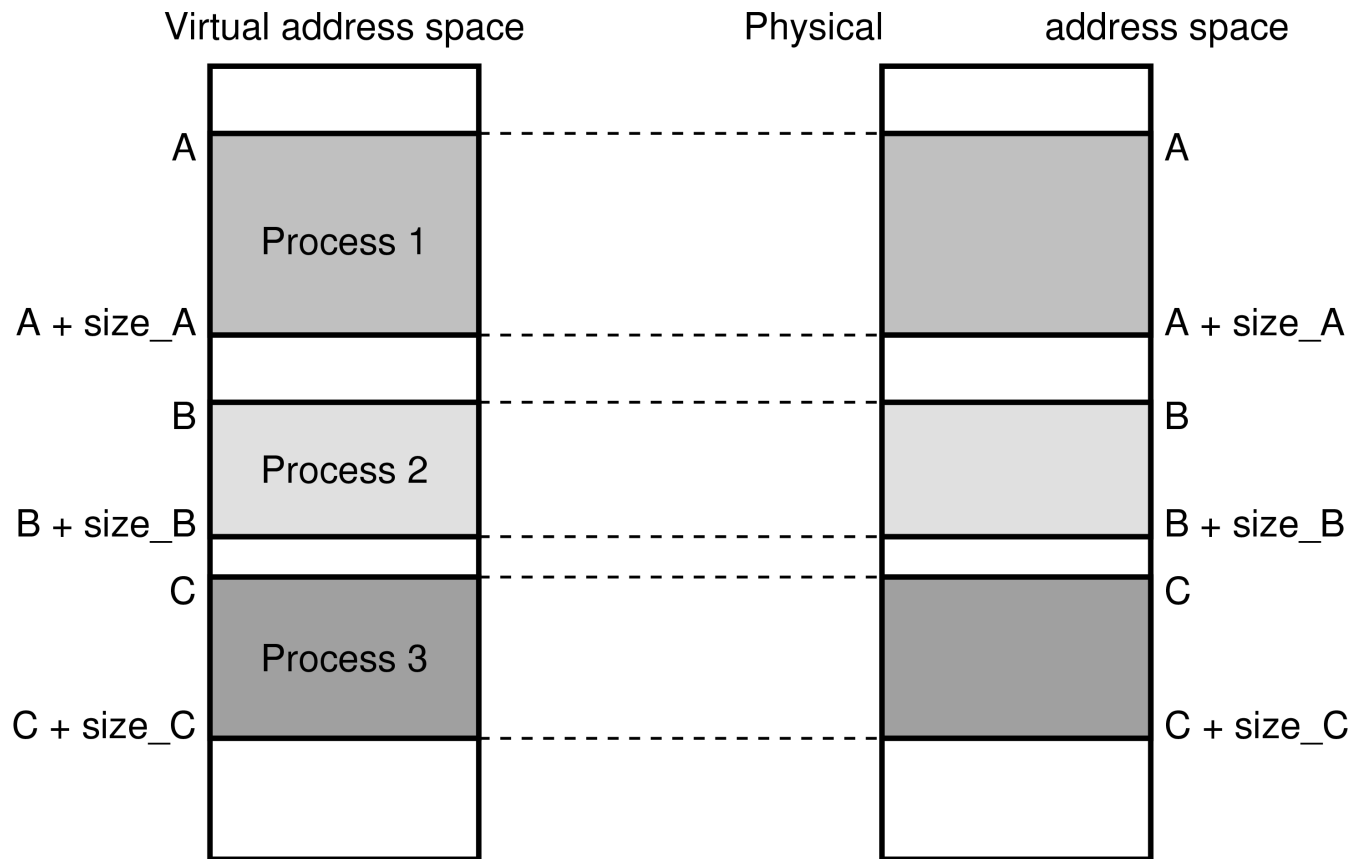 Virtual address space
Physical address space
A
A
Process 1
A + size_A
A + size_A
B
B
Process 2
B + size_B
B + size_B
C
C
Process 3
C + size_C
C + size_C